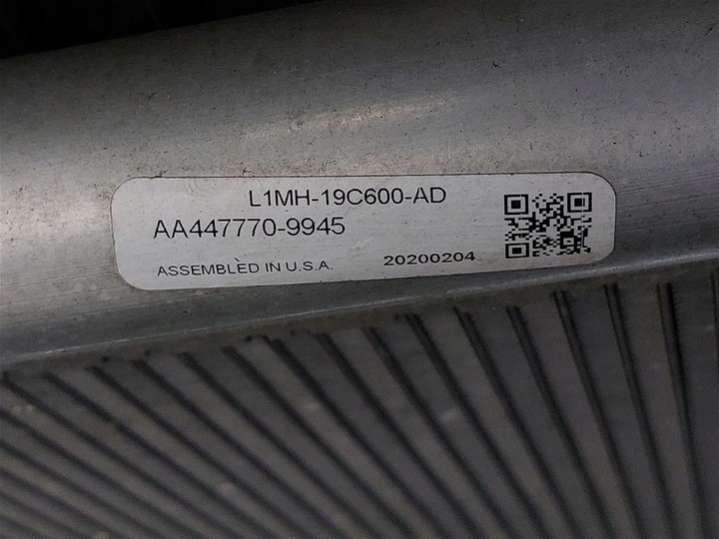 L1MH-19C600-AD
AA447770-9945
ASSEMBLED IN U.S.A. 20200204